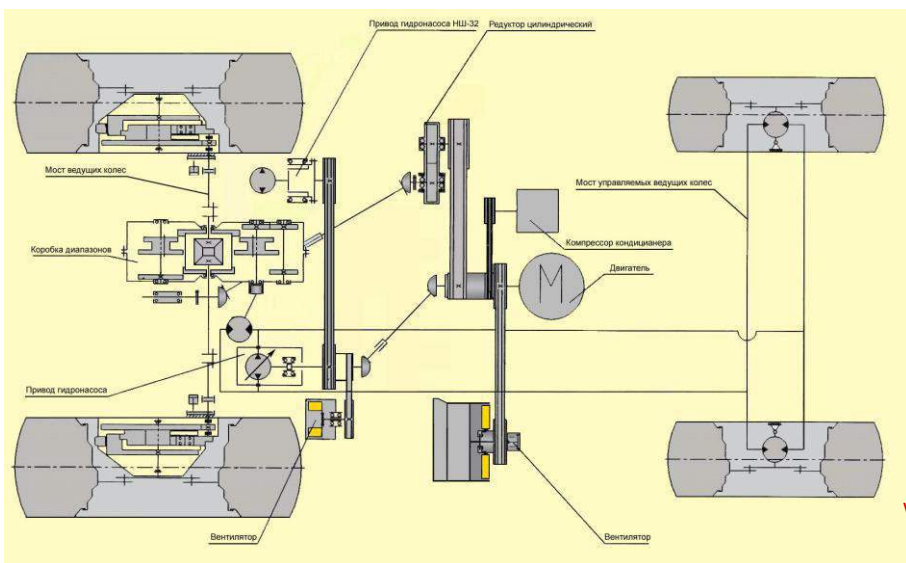 Привод гидронасоса НШ-32
Редуктор цилиндрический
Мост ведущих колес
Мост управляемых ведущих колес
Коробка диапазонов
Компрессор кондицианера
Двигатель
M
Привод гидронасоса
Вентилятор
Вентилятор